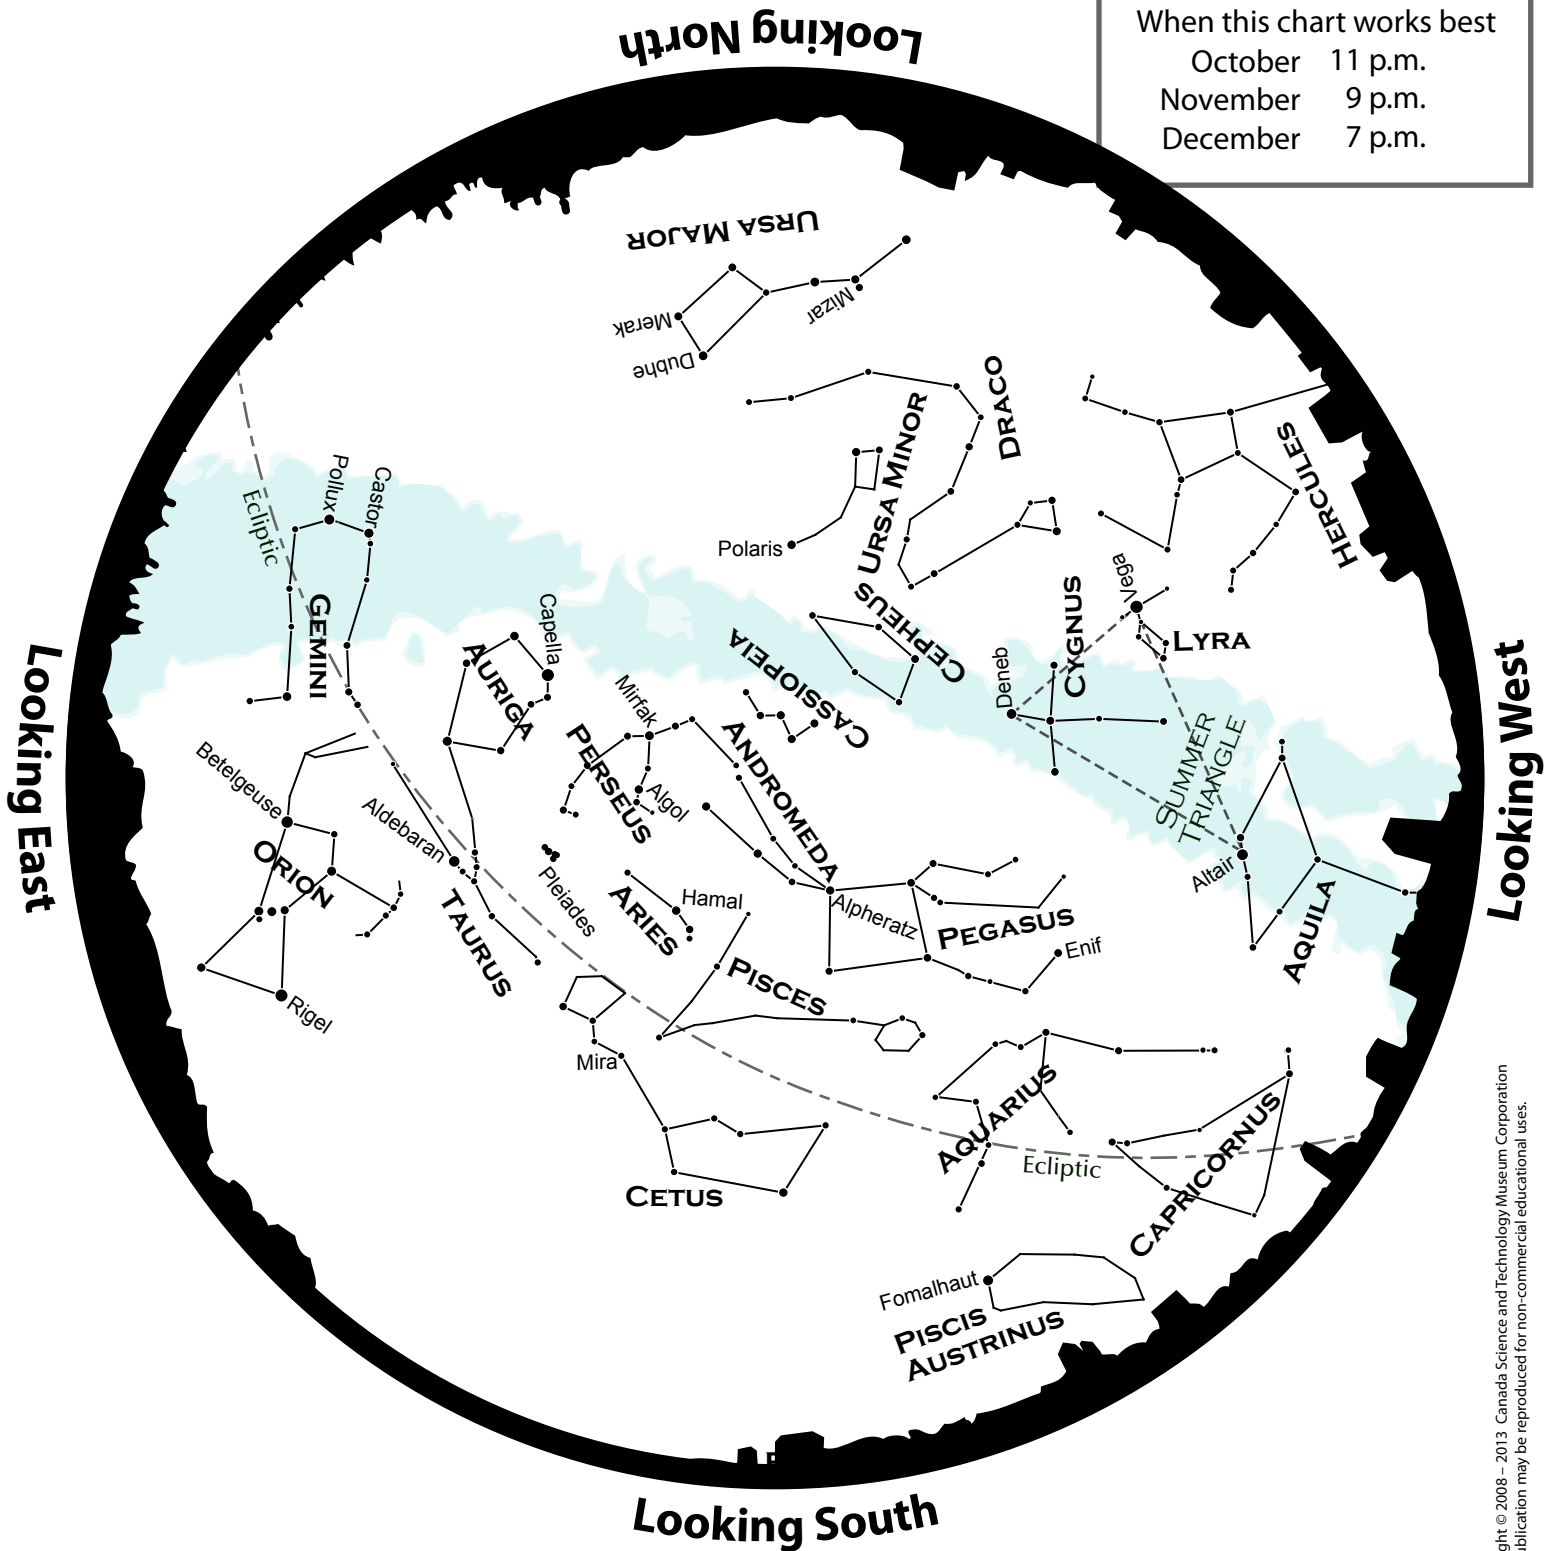 Looking North
When this chart works best
October 11 p.m.
November 9 p.m.
December 7 p.m.
URSA MAJOR
Mizar
Merak
Dubhe
DRACO
URSA MINOR
Polaris
HERCULES
Pollux
Castor
Ecliptic
GEMINI
Capella
AURIGA
CEPHEUS
CASSIOPEIA
Vega
LYRA
CYGNUS
Deneb
SUMMER
TRIANGLE
Looking East
Looking West
Betelgeuse
ORION
Rigel
Aldebaran
TAURUS
Mirfak
PERSEUS
Algol
Pleiades
ANDROMEDA
ARIES
Hamal
Alpheratz
PEGASUS
Enif
Altair
AQUILA
PISCES
Mira
CETUS
AQUARIUS
Ecliptic
CAPRICORNUS
Fomalhaut
PISCIS
AUSTRINUS
Looking South
ght © 2008 – 2013 Canada Science and Technology Museum Corporation
ublication may be reproduced for non-commercial educational uses.